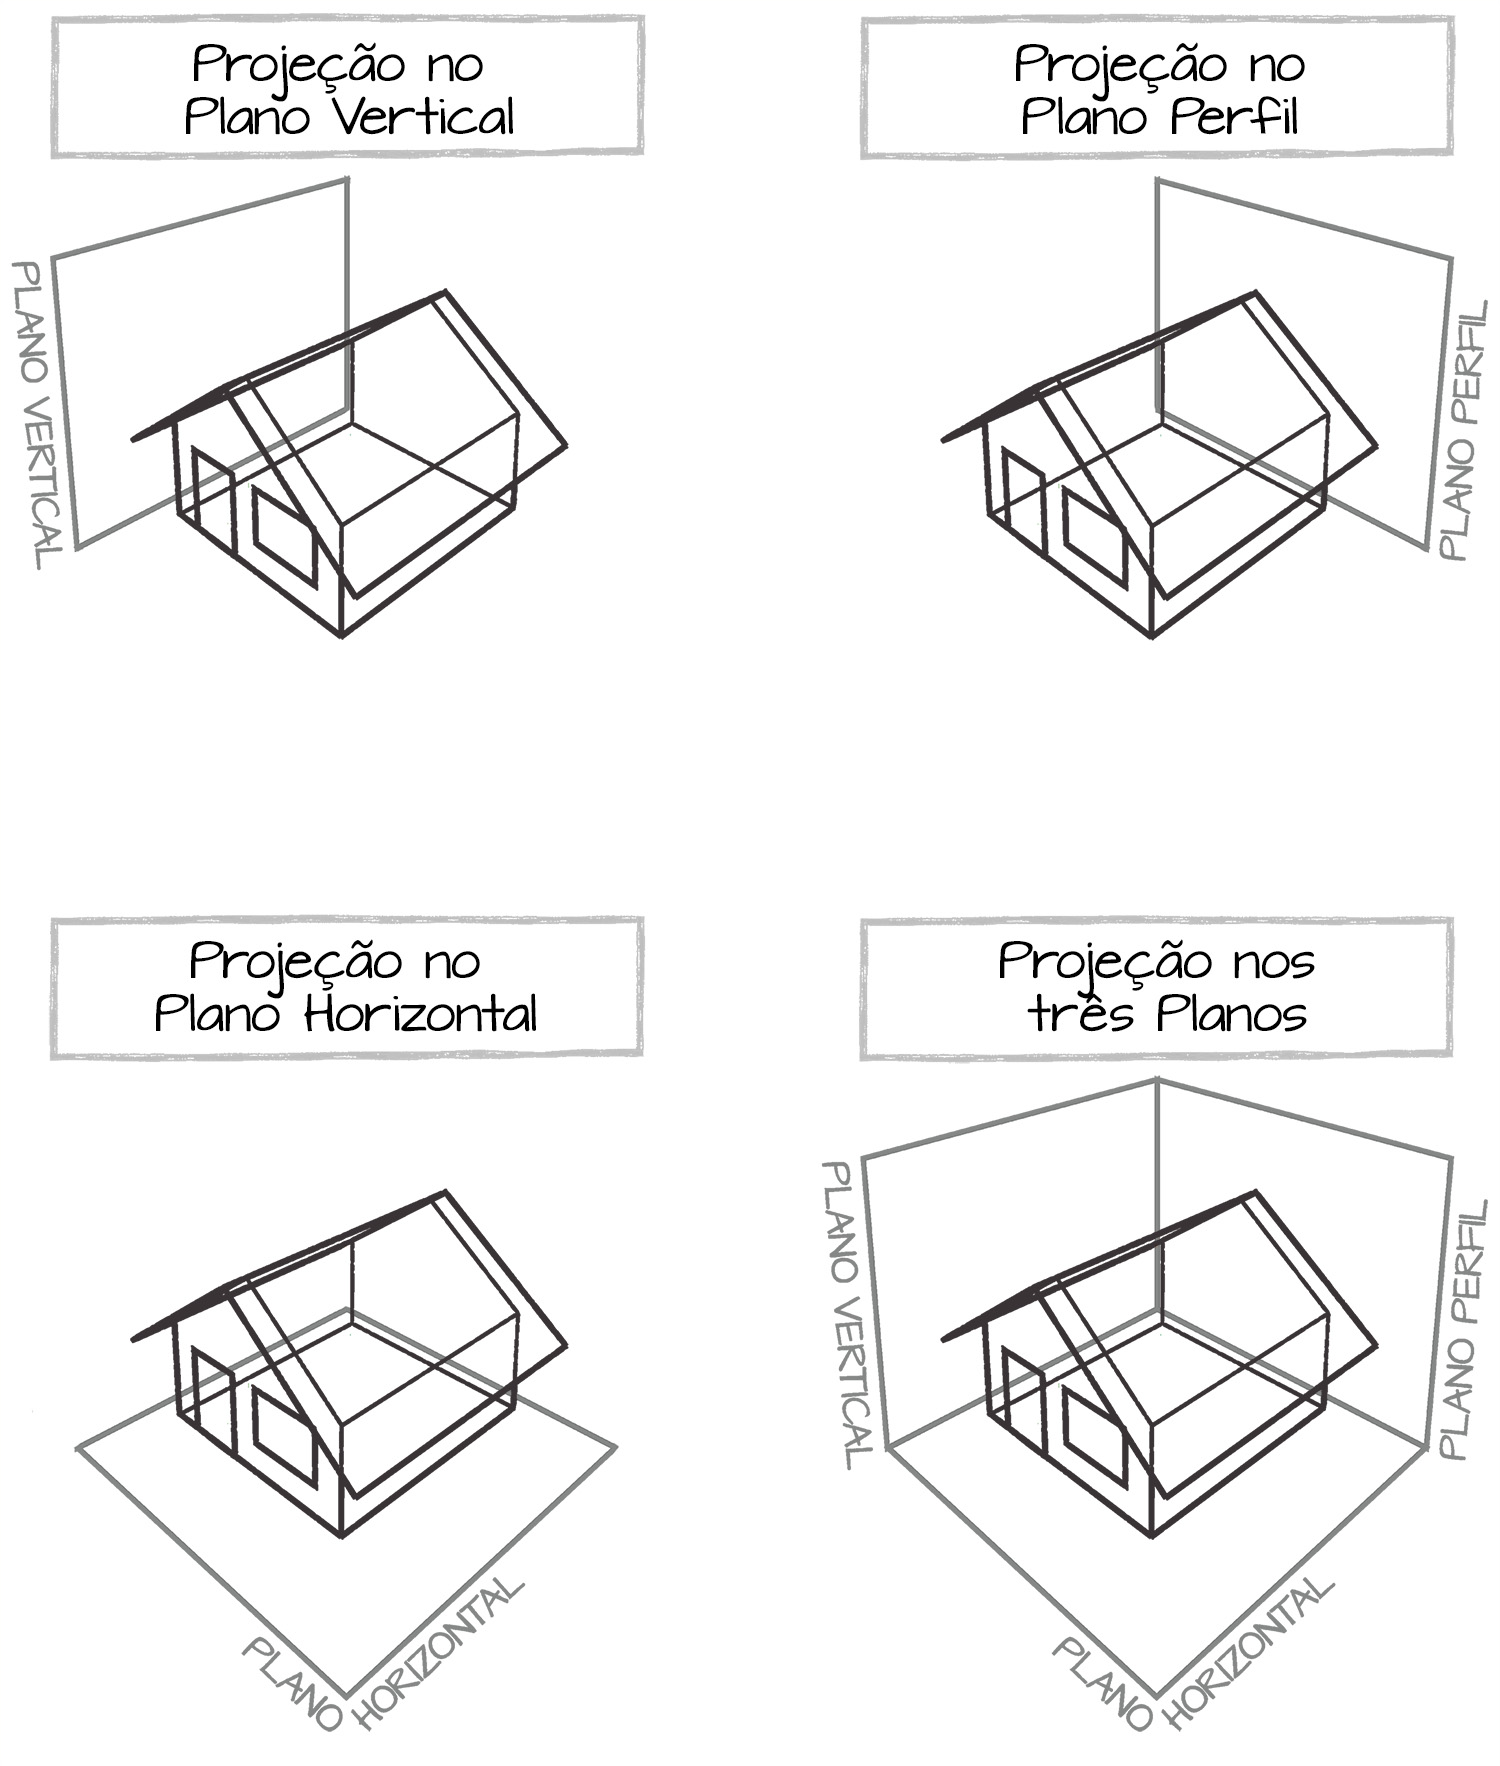 Projeção no
Plano Vertical
PLANO VERTICAL
Projeção no
Plano Perfil
PLANO PERFIL
Projeção no
Plano Horizontal
PLANO HORIZONTAL
Projeção nos
três Planos
PLANO VERTICAL
PLANO PERFIL
PLANO HORIZONTAL